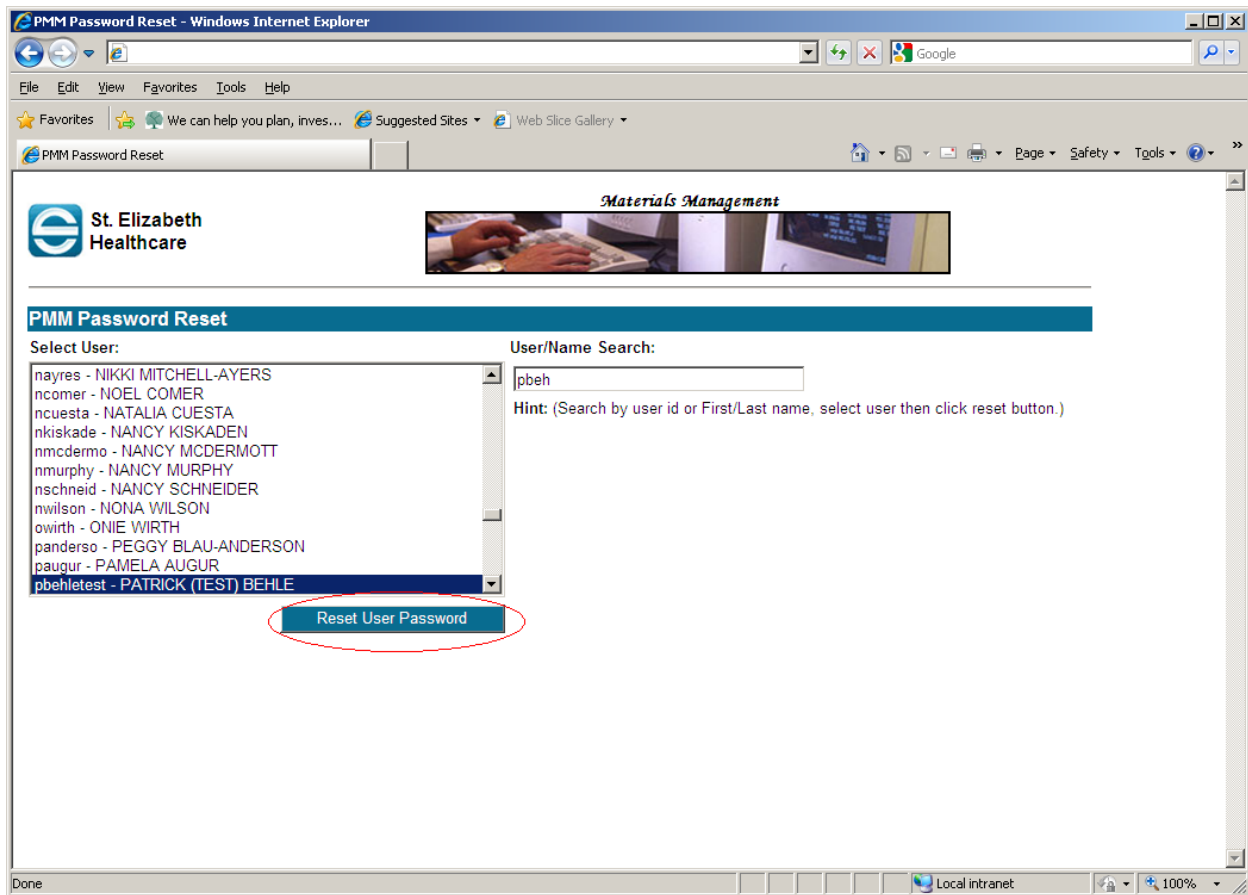 PMM Password Reset - Windows Internet Explorer
Google
File Edit View Favorites Tools Help
Favorites We can help you plan, inves... Suggested Sites Web Slice Gallery
PMM Password Reset Page Safety Tools »
Materials Management
St. Elizabeth
Healthcare
PMM Password Reset
Select User: User/Name Search:
nayres - NIKKI MITCHELL-AYERS
pbeh
ncomer - NOEL COMER
ncuesta - NATALIA CUESTA
Hint: (Search by user id or First/Last name, select user then click reset button.)
nkiskade - NANCY KISKADEN
nmcdermo - NANCY MCDERMOTT
nmurphy - NANCY MURPHY
nschneid - NANCY SCHNEIDER
nwilson - NONA WILSON
owirth - ONIE WIRTH
panderso - PEGGY BLAU-ANDERSON
paugur - PAMELA AUGUR
pbehletest - PATRICK (TEST) BEHLE
Reset User Password
Done Local intranet 100%